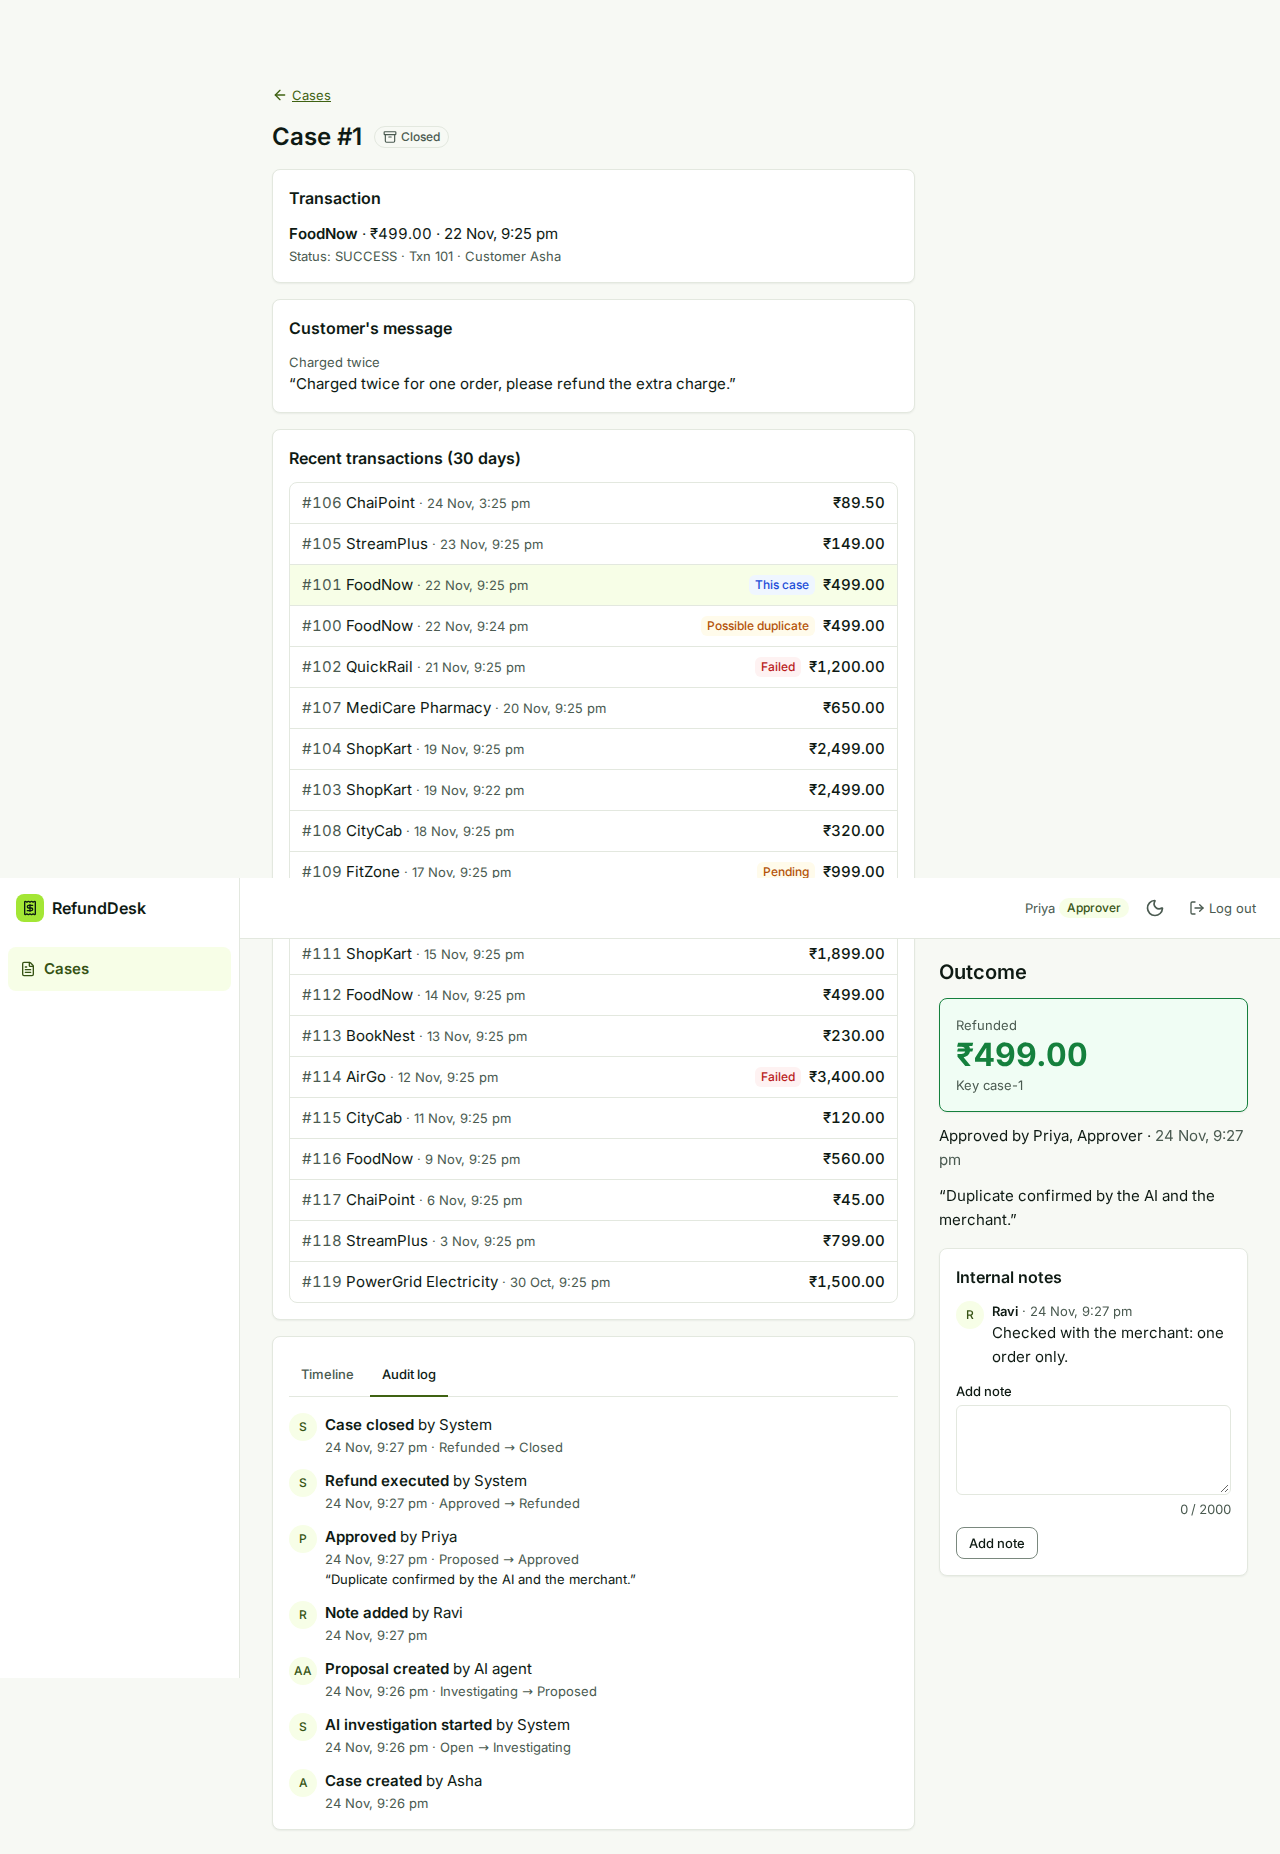 Cases
Case #1 Closed
Transaction
FoodNow · ₹499.00 · 22 Nov, 9:25 pm
Status: SUCCESS · Txn 101 · Customer Asha
Customer's message
Charged twice
“Charged twice for one order, please refund the extra charge.”
Recent transactions (30 days)
#106 ChaiPoint · 24 Nov, 3:25 pm ₹89.50
#105 StreamPlus · 23 Nov, 9:25 pm ₹149.00
#101 FoodNow · 22 Nov, 9:25 pm This case ₹499.00
#100 FoodNow · 22 Nov, 9:24 pm Possible duplicate ₹499.00
#102 QuickRail · 21 Nov, 9:25 pm Failed ₹1,200.00
#107 MediCare Pharmacy · 20 Nov, 9:25 pm ₹650.00
#104 ShopKart · 19 Nov, 9:25 pm ₹2,499.00
#103 ShopKart · 19 Nov, 9:22 pm ₹2,499.00
#108 CityCab · 18 Nov, 9:25 pm ₹320.00
#109 FitZone · 17 Nov, 9:25 pm Pending ₹999.00
RefundDesk
Priya Approver Log out
Cases
#111 ShopKart · 15 Nov, 9:25 pm ₹1,899.00
#112 FoodNow · 14 Nov, 9:25 pm ₹499.00
#113 BookNest · 13 Nov, 9:25 pm ₹230.00
#114 AirGo · 12 Nov, 9:25 pm Failed ₹3,400.00
#115 CityCab · 11 Nov, 9:25 pm ₹120.00
#116 FoodNow · 9 Nov, 9:25 pm ₹560.00
#117 ChaiPoint · 6 Nov, 9:25 pm ₹45.00
#118 StreamPlus · 3 Nov, 9:25 pm ₹799.00
#119 PowerGrid Electricity · 30 Oct, 9:25 pm ₹1,500.00
Timeline Audit log
S Case closed by System
24 Nov, 9:27 pm · Refunded → Closed
S Refund executed by System
24 Nov, 9:27 pm · Approved → Refunded
P Approved by Priya
24 Nov, 9:27 pm · Proposed → Approved
“Duplicate confirmed by the AI and the merchant.”
R Note added by Ravi
24 Nov, 9:27 pm
AA Proposal created by AI agent
24 Nov, 9:26 pm · Investigating → Proposed
S AI investigation started by System
24 Nov, 9:26 pm · Open → Investigating
A Case created by Asha
24 Nov, 9:26 pm
Outcome
Refunded
₹499.00
Key case-1
Approved by Priya, Approver · 24 Nov, 9:27
pm
“Duplicate confirmed by the AI and the
merchant.”
Internal notes
R Ravi · 24 Nov, 9:27 pm
Checked with the merchant: one
order only.
Add note
0 / 2000
Add note